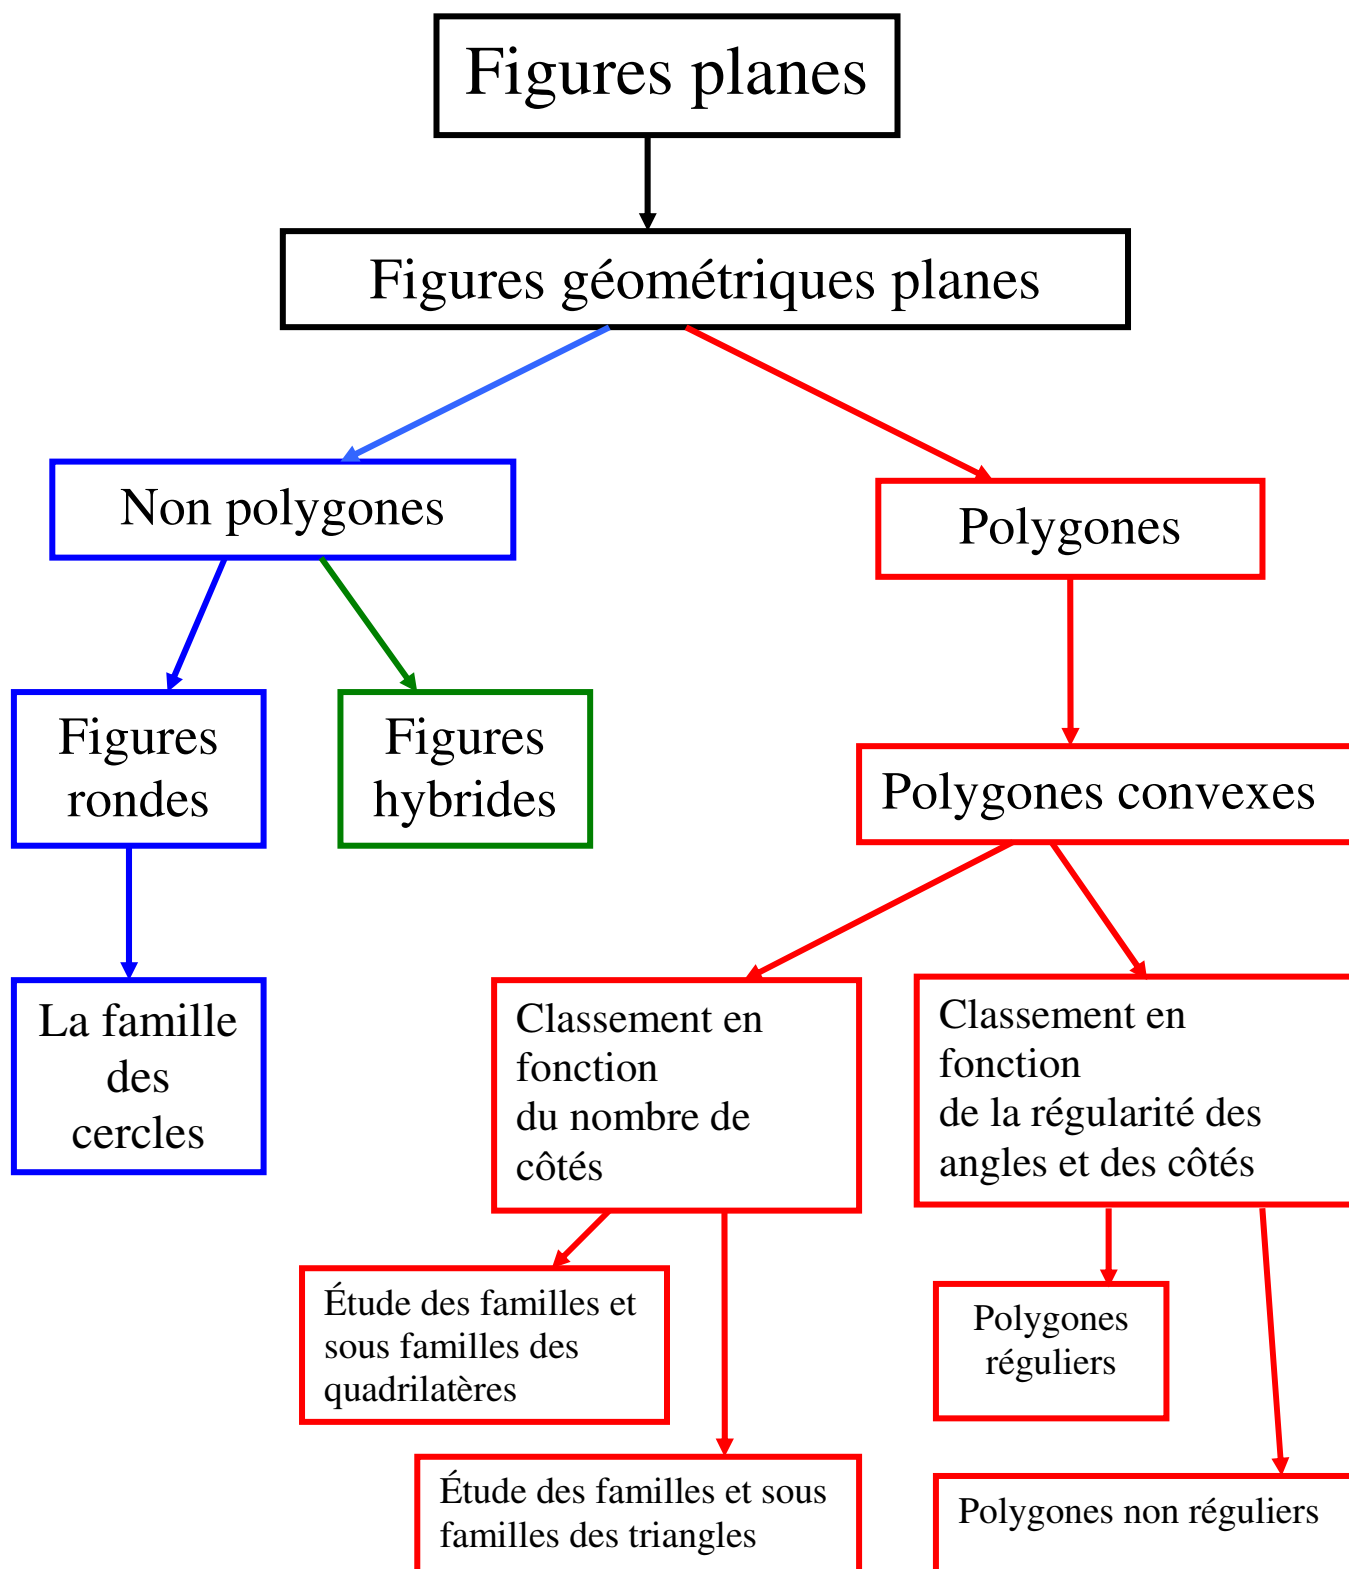 Figures planes
Figures géométriques planes
Non polygones
Polygones
Figures
rondes
Figures
hybrides
Polygones convexes
La famille
des
cercles
Classement en
fonction
du nombre de
côtés
Classement en
fonction
de la régularité des
angles et des côtés
Étude des familles et
sous familles des
quadrilatères
Polygones
réguliers
Étude des familles et sous
familles des triangles
Polygones non réguliers